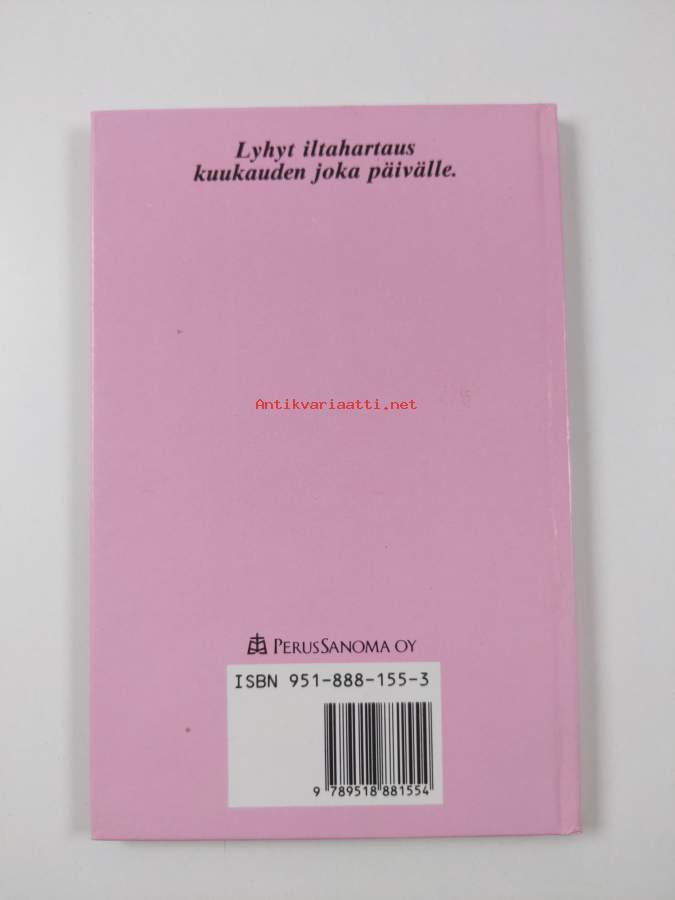 Lyhyt iltahartaus
kuukauden joka päivälle.
Antikvariaatti.net
PERUSSANOMA OY
ISBN 951-888-155-3
9 789518 881554